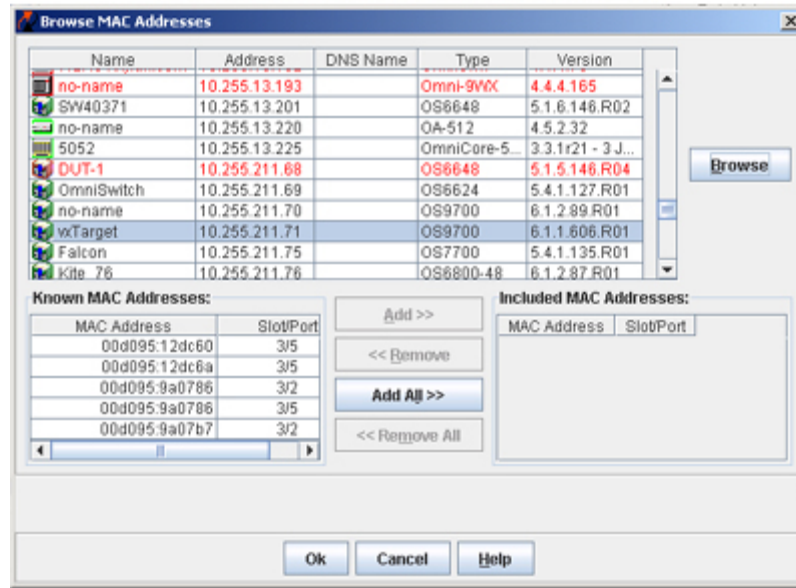 Browse MAC Addresses
Name Address DNS Name Type Version
no-name 10.255.13.193 Omni-9WX 4.4.4.165
SW40371 10.255.13.201 OS6648 5.1.6.146.R02
no-name 10.255.13.220 OA-512 4.5.2.32
5052 10.255.13.225 OmniCore-5... 3.3.1r21 - 3 J...
DUT-1 10.255.211.68 OS6648 5.1.5.146.R04
OmniSwitch 10.255.211.69 OS6624 5.4.1.127.R01
no-name 10.255.211.70 OS9700 6.1.2.89.R01
vxTarget 10.255.211.71 OS9700 6.1.1.606.R01
Falcon 10.255.211.75 OS7700 5.4.1.135.R01
Kite_76 10.255.211.76 OS6800-48 6.1.2.87.R01
Browse
Known MAC Addresses:
MAC Address Slot/Port
00d095:12dc60 3/5
00d095:12dc6a 3/5
00d095:9a0786 3/2
00d095:9a0786 3/5
00d095:9a07b7 3/2
Add >>
<< Remove
Add All >>
<< Remove All
Included MAC Addresses:
MAC Address Slot/Port
Ok Cancel Help